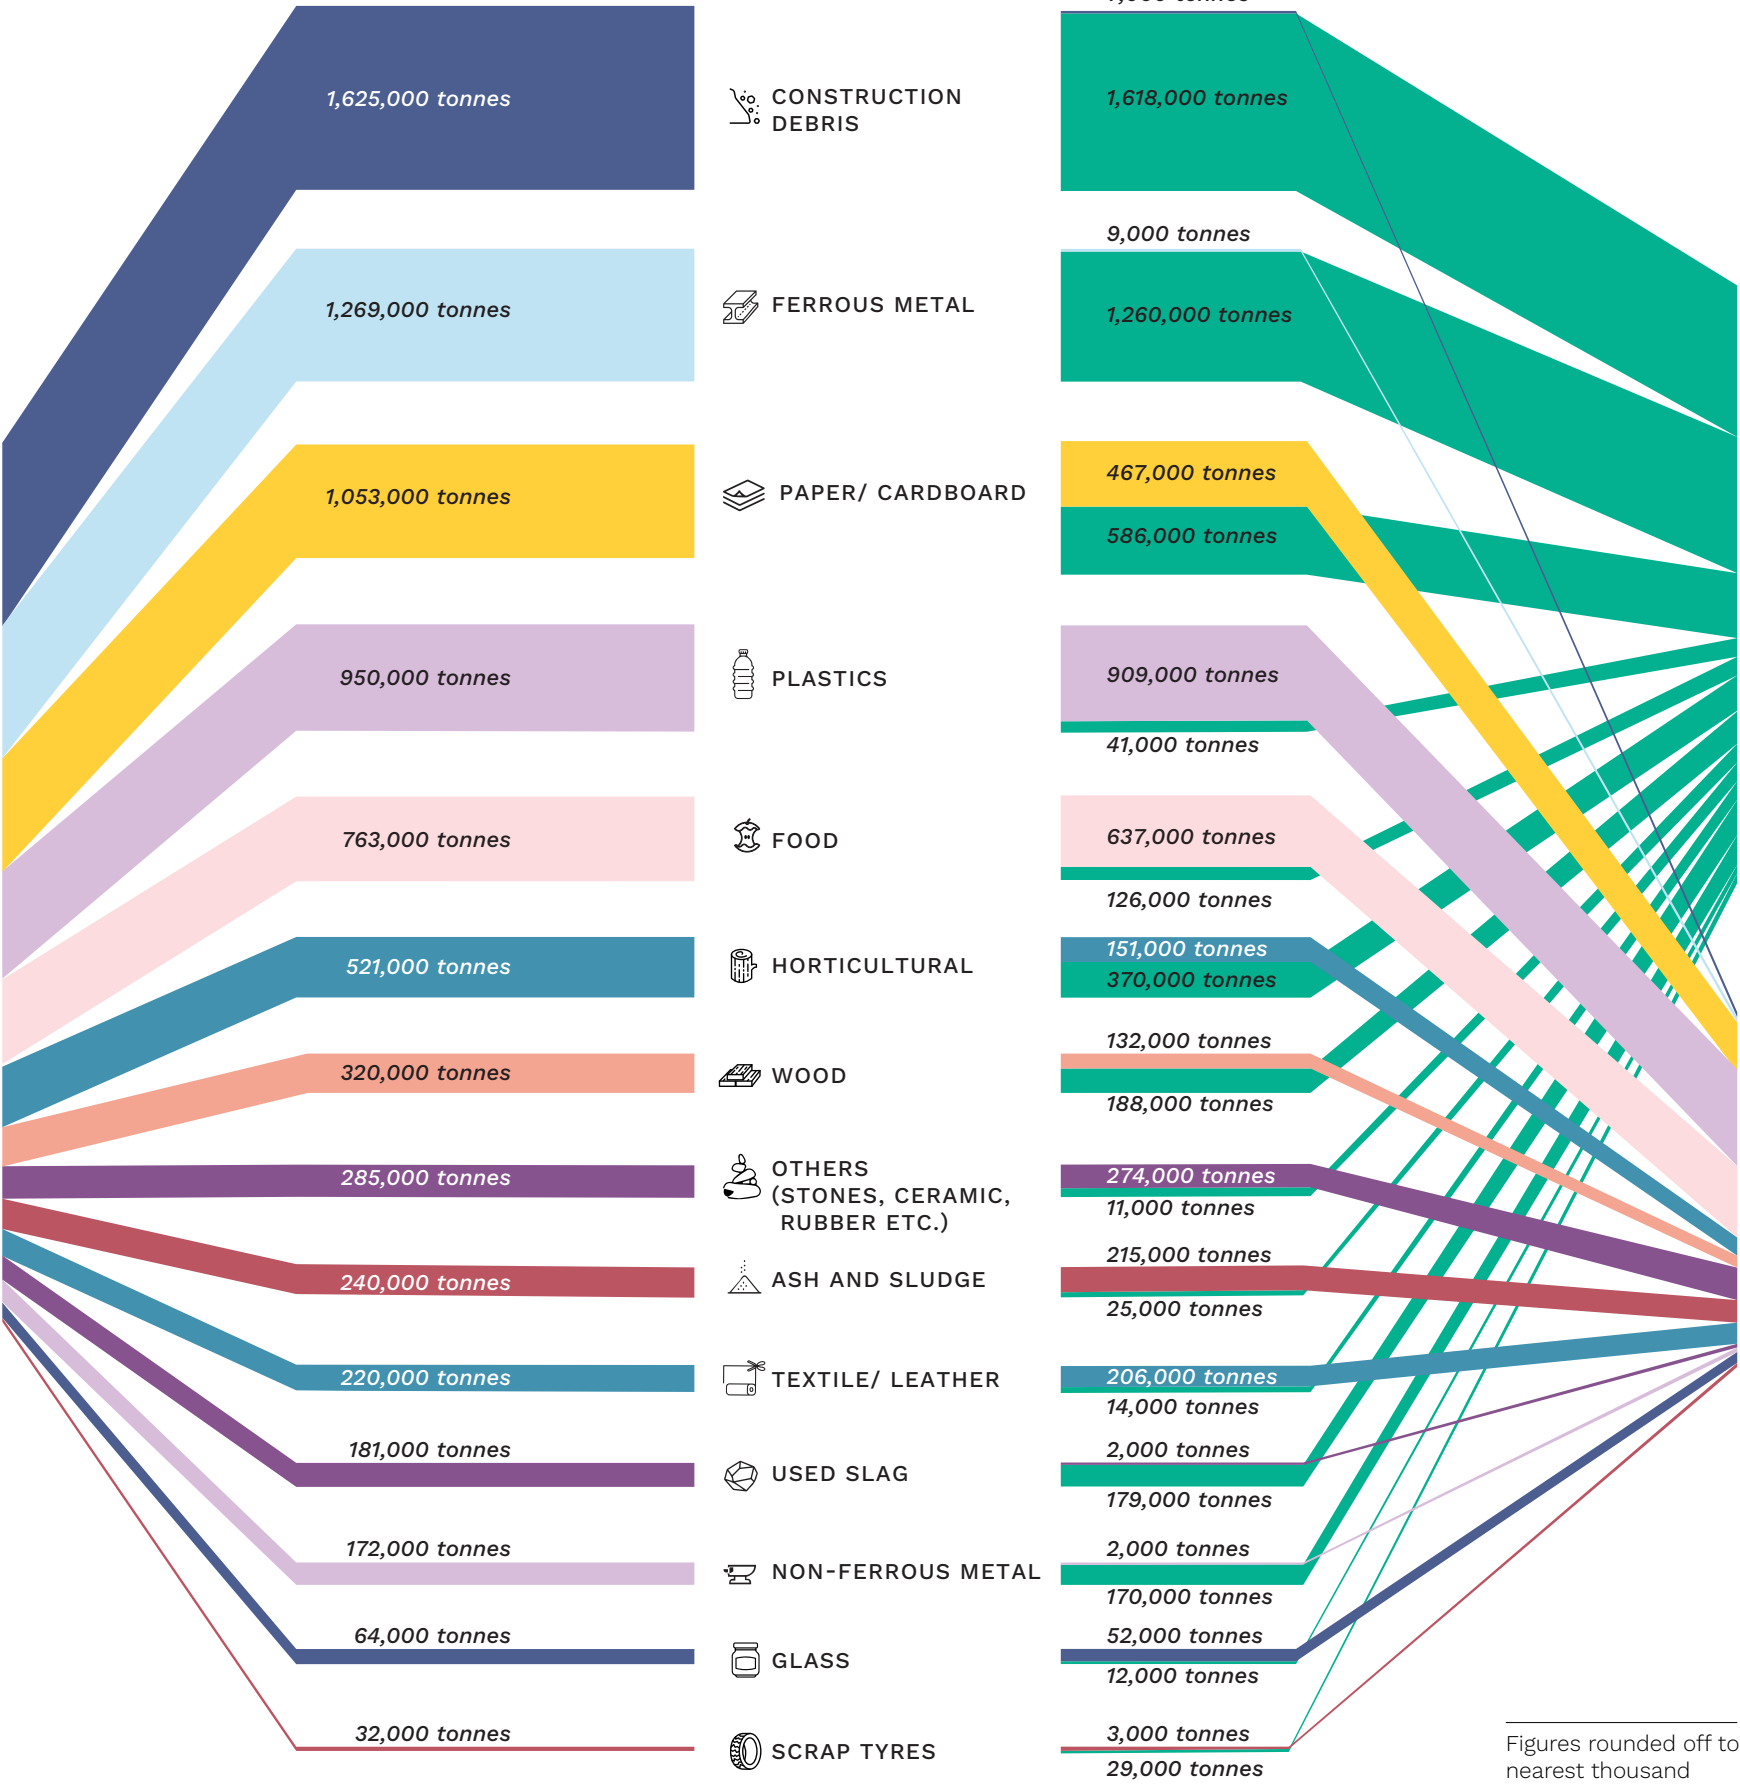 1,625,000 tonnes
CONSTRUCTION
DEBRIS
1,618,000 tonnes
9,000 tonnes
1,269,000 tonnes
FERROUS METAL
1,260,000 tonnes
1,053,000 tonnes
PAPER/ CARDBOARD
467,000 tonnes
586,000 tonnes
950,000 tonnes
PLASTICS
909,000 tonnes
41,000 tonnes
763,000 tonnes
FOOD
637,000 tonnes
126,000 tonnes
521,000 tonnes
HORTICULTURAL
151,000 tonnes
370,000 tonnes
320,000 tonnes
WOOD
132,000 tonnes
188,000 tonnes
285,000 tonnes
OTHERS
(STONES, CERAMIC,
RUBBER ETC.)
274,000 tonnes
11,000 tonnes
240,000 tonnes
ASH AND SLUDGE
215,000 tonnes
25,000 tonnes
220,000 tonnes
TEXTILE/ LEATHER
206,000 tonnes
14,000 tonnes
181,000 tonnes
USED SLAG
2,000 tonnes
179,000 tonnes
172,000 tonnes
NON-FERROUS METAL
2,000 tonnes
170,000 tonnes
64,000 tonnes
GLASS
52,000 tonnes
12,000 tonnes
32,000 tonnes
SCRAP TYRES
3,000 tonnes
29,000 tonnes
Figures rounded off to
nearest thousand